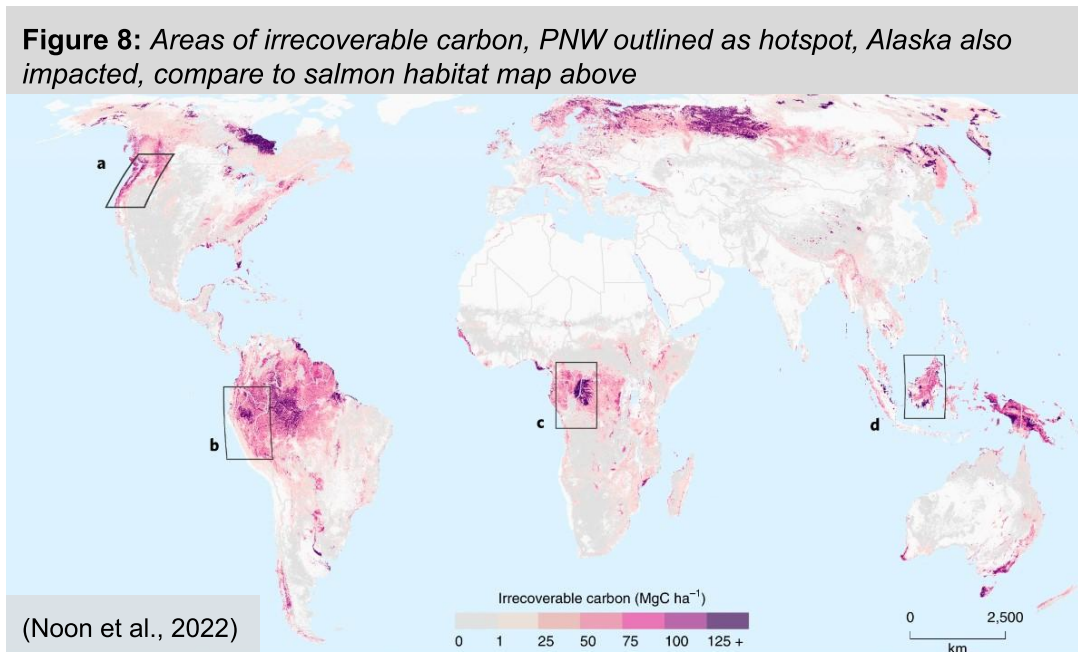 Figure 8: Areas of irrecoverable carbon, PNW outlined as hotspot, Alaska also
impacted, compare to salmon habitat map above
a
b
c
d
Irrecoverable carbon (MgC ha⁻¹)
0 1 25 50 75 100 125 +
0 2,500
km
(Noon et al., 2022)